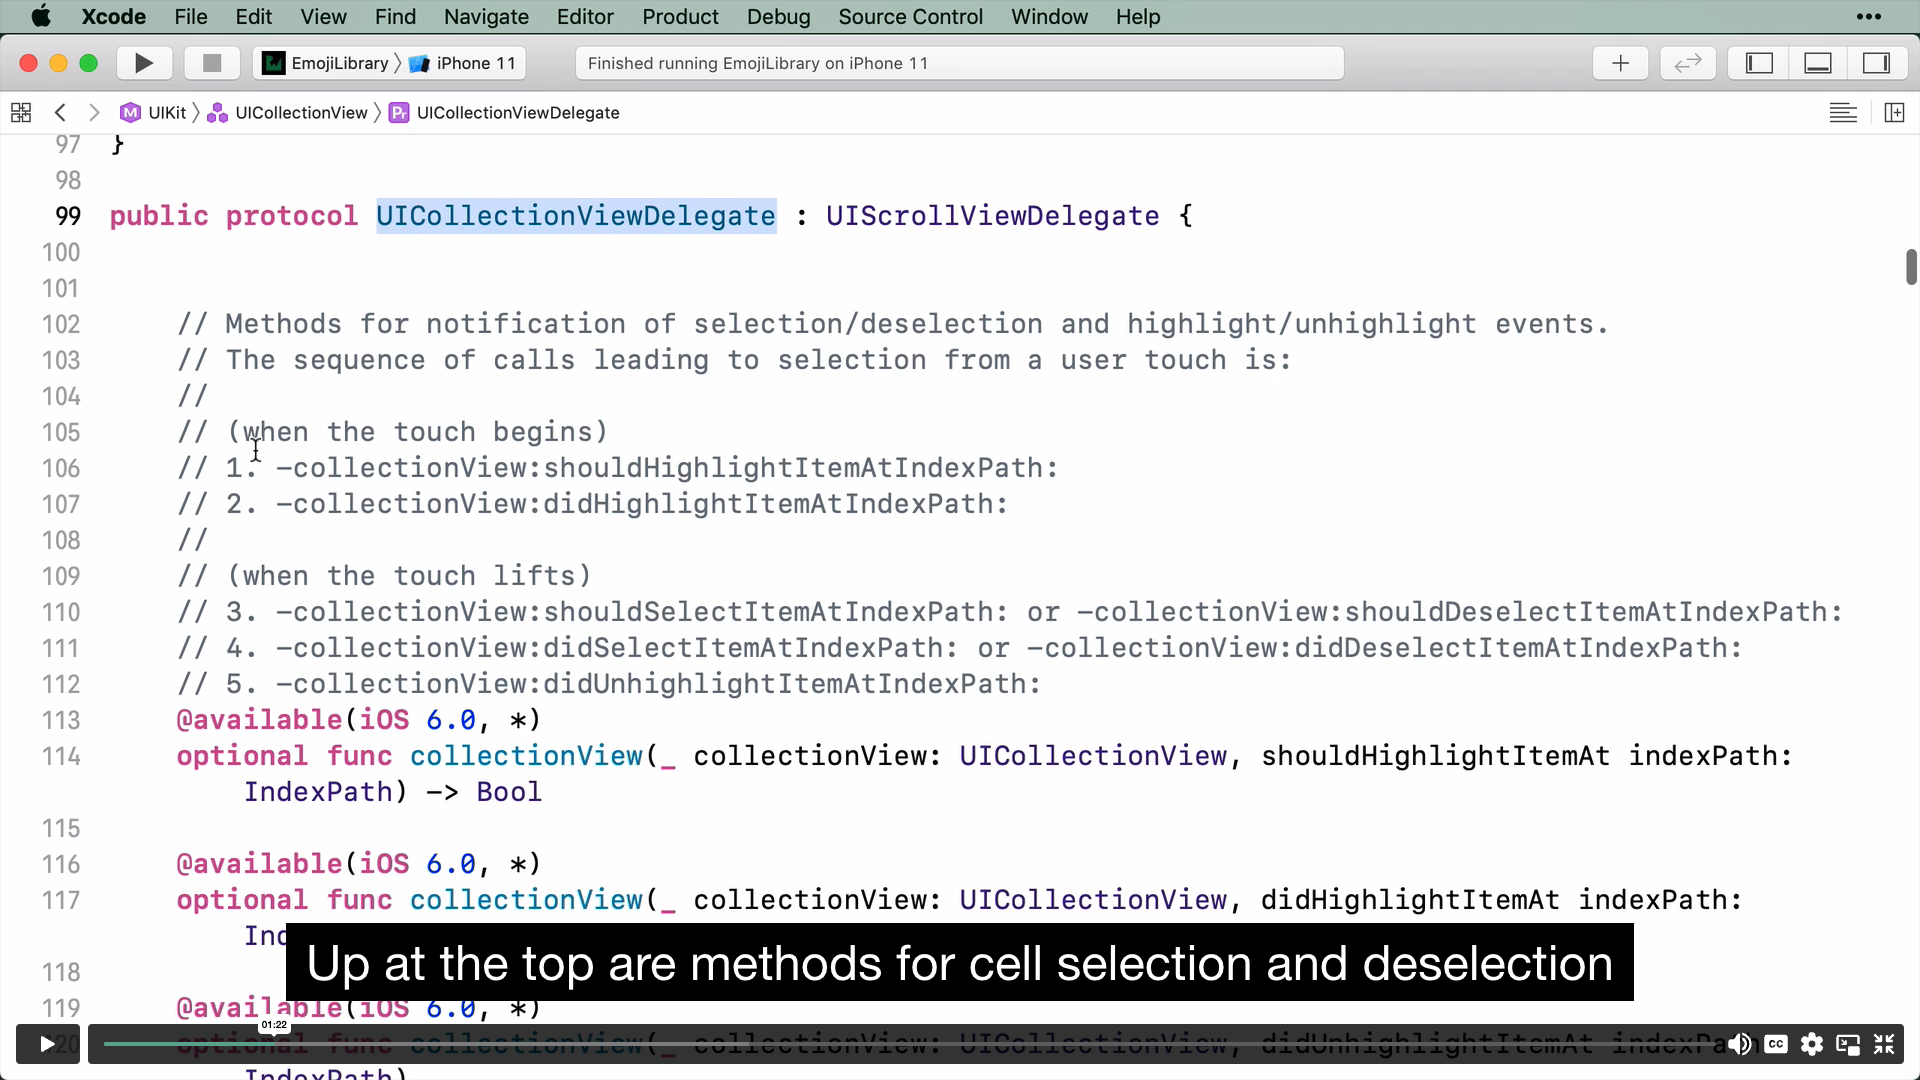 Xcode File Edit View Find Navigate Editor Product Debug Source Control Window Help
EmojiLibrary iPhone 11 Finished running EmojiLibrary on iPhone 11
M UIKit UICollectionView Pr UICollectionViewDelegate
97 }
98
99 public protocol UICollectionViewDelegate : UIScrollViewDelegate {
100
101
102 // Methods for notification of selection/deselection and highlight/unhighlight events.
103 // The sequence of calls leading to selection from a user touch is:
104 //
105 // (when the touch begins)
106 // 1. -collectionView:shouldHighlightItemAtIndexPath:
107 // 2. -collectionView:didHighlightItemAtIndexPath:
108 //
109 // (when the touch lifts)
110 // 3. -collectionView:shouldSelectItemAtIndexPath: or -collectionView:shouldDeselectItemAtIndexPath:
111 // 4. -collectionView:didSelectItemAtIndexPath: or -collectionView:didDeselectItemAtIndexPath:
112 // 5. -collectionView:didUnhighlightItemAtIndexPath:
113 @available(iOS 6.0, *)
114 optional func collectionView(_ collectionView: UICollectionView, shouldHighlightItemAt indexPath:
IndexPath) -> Bool
115
116 @available(iOS 6.0, *)
117 optional func collectionView(_ collectionView: UICollectionView, didHighlightItemAt indexPath:
Up at the top are methods for cell selection and deselection
118
119 @available(iOS 6.0, *)
01:22
120 optional func collectionView(_ collectionView: UICollectionView, didUnhighlightItemAt
CC
IndexPath)